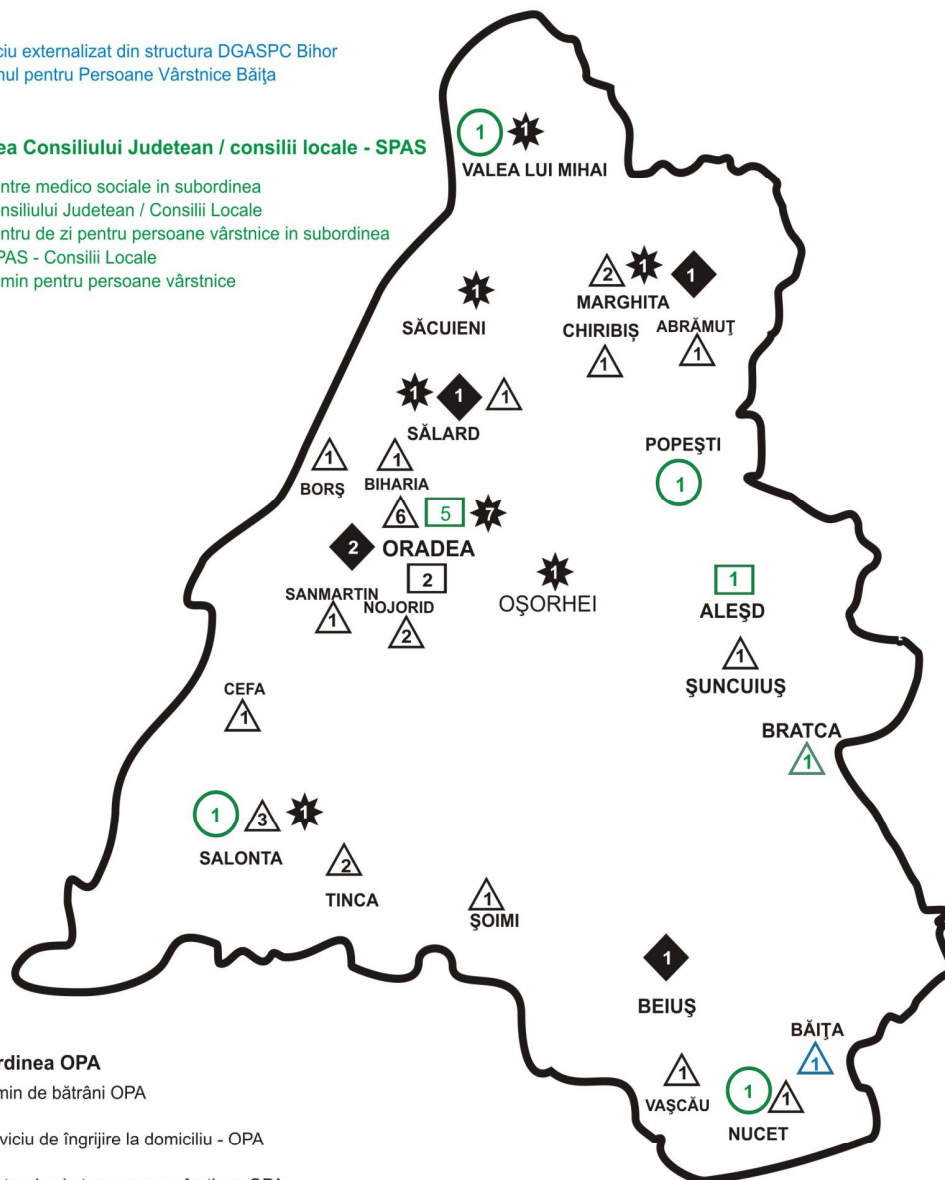 ciu externalizat din structura DGASPC Bihor
nul pentru Persoane Vârstnice Băiţa
ea Consiliului Judetean / consilii locale - SPAS
ntre medico sociale in subordinea
nsiliului Judetean / Consilii Locale
ntru de zi pentru persoane vârstnice in subordinea
PAS - Consilii Locale
min pentru persoane vârstnice
1 1
VALEA LUI MIHAI
2 1 1
MARGHITA
1
SĂCUIENI
CHIRIBIȘ ABRĂMUŢ
1 1
1 1 1
SĂLARD
POPEŞTI
1
1 1
BORŞ BIHARIA
6 5 7
2 ORADEA
2
SANMARTIN NOJORID
1 2
1
OŞORHEI
1
ALEŞD
1
ŞUNCUIUŞ
CEFA
1
BRATCA
1
1 3 1
SALONTA
2
TINCA
1
ŞOIMI
1
BEIUŞ
BĂIŢA
1
1
VAŞCĂU
1 1
NUCET
rdinea OPA
min de bătrâni OPA
viciu de îngrijire la domiciliu - OPA